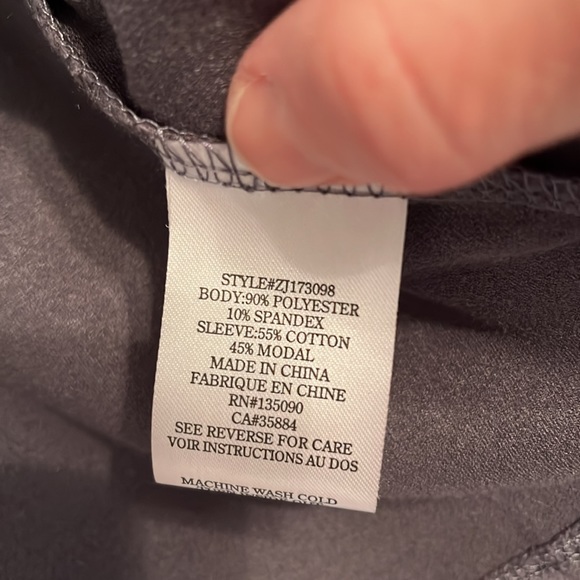 STYLE#ZJ173098
BODY:90% POLYESTER
10% SPANDEX
SLEEVE:55% COTTON
45% MODAL
MADE IN CHINA
FABRIQUE EN CHINE
RN#135090
CA#35884
SEE REVERSE FOR CARE
VOIR INSTRUCTIONS AU DOS
MACHINE WASH COLD